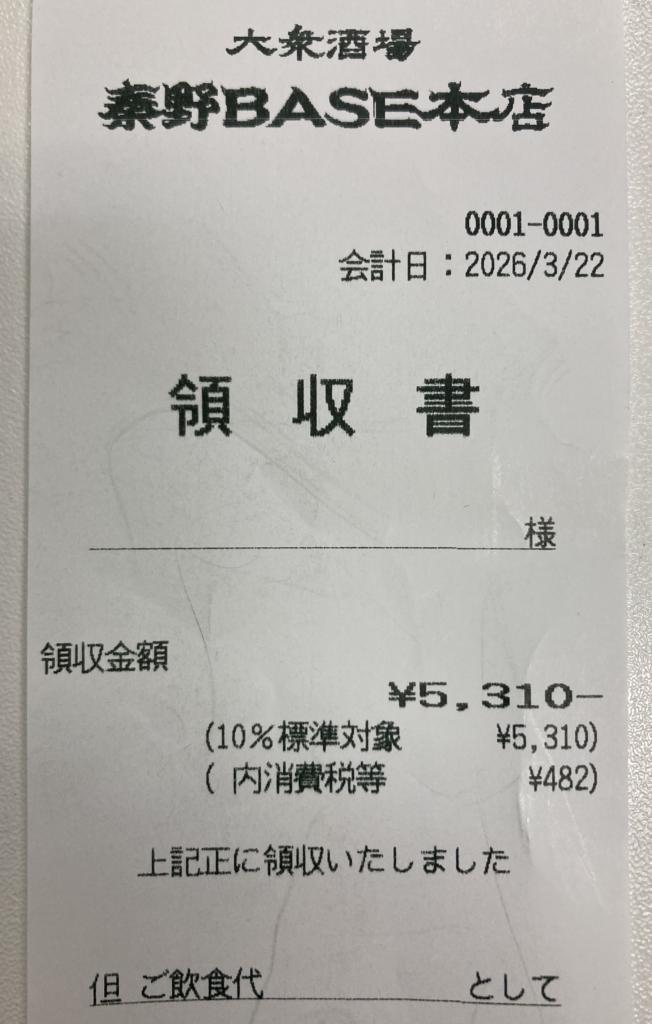 大衆酒場
秦野BASE本店
0001-0001
会計日：2026/3/22
領 収 書
様
領収金額
¥5,310−
(10％標準対象 ¥5,310)
( 内消費税等 ¥482)
上記正に領収いたしました
但 ご飲食代 として